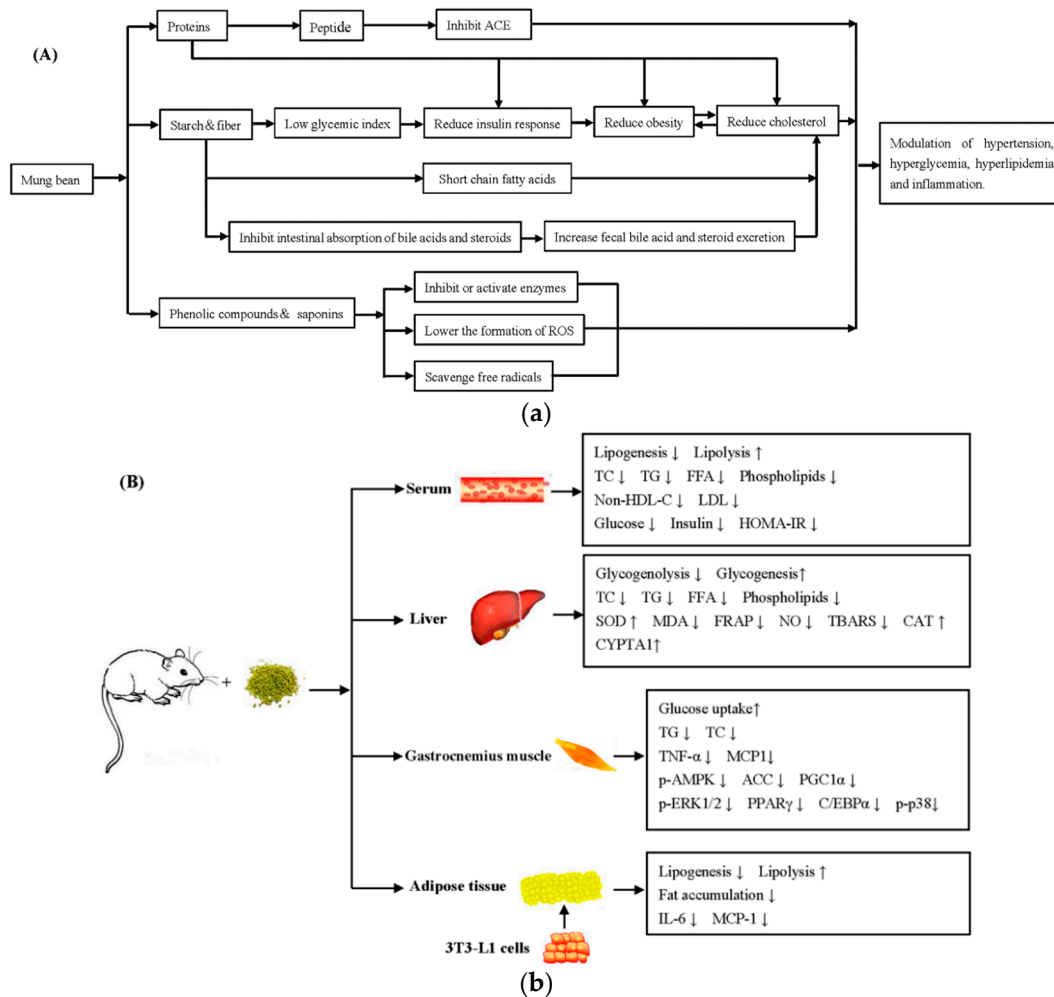 (A)
Proteins
Peptide
Inhibit ACE
Starch & fiber
Low glycemic index
Reduce insulin response
Reduce obesity
Reduce cholesterol
Mung bean
Modulation of hypertension,
hyperglycemia, hyperlipidemia
and inflammation.
Short chain fatty acids
Inhibit intestinal absorption of bile acids and steroids
Increase fecal bile acid and steroid excretion
Phenolic compounds & saponins
Inhibit or activate enzymes
Lower the formation of ROS
Scavenge free radicals
(a)
(B)
Serum
Lipogenesis ↓ Lipolysis ↑
TC ↓ TG ↓ FFA ↓ Phospholipids ↓
Non-HDL-C ↓ LDL ↓
Glucose ↓ Insulin ↓ HOMA-IR ↓
Liver
Glycogenolysis ↓ Glycogenesis↑
TC ↓ TG ↓ FFA ↓ Phospholipids ↓
SOD ↑ MDA ↓ FRAP ↓ NO ↓ TBARS ↓ CAT ↑
CYPTA1↑
+
Gastrocnemius muscle
Glucose uptake↑
TG ↓ TC ↓
TNF-α ↓ MCP1↓
p-AMPK ↓ ACC ↓ PGC1α ↓
p-ERK1/2 ↓ PPARγ ↓ C/EBPα ↓ p-p38↓
Adipose tissue
Lipogenesis ↓ Lipolysis ↑
Fat accumulation ↓
IL-6 ↓ MCP-1 ↓
3T3-L1 cells
(b)